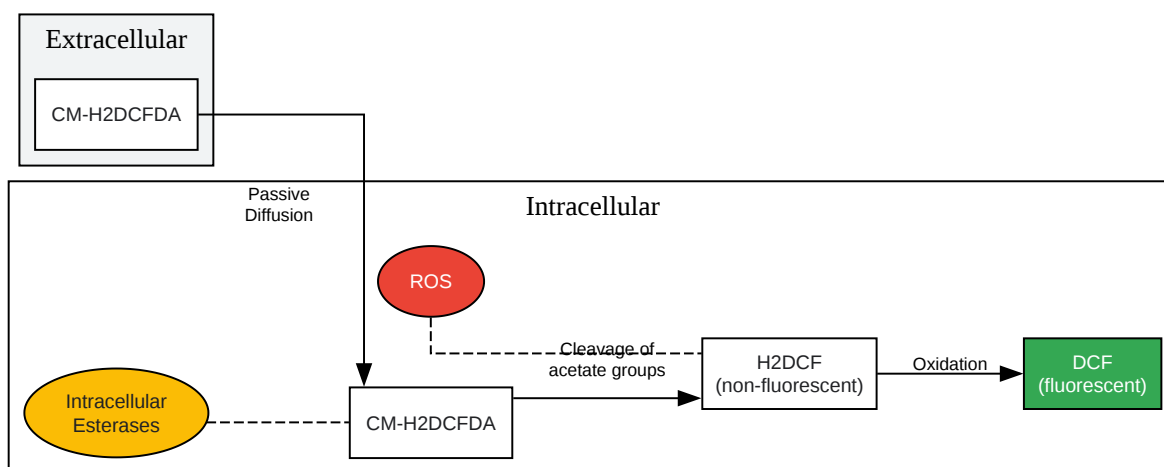 Extracellular
CM-H2DCFDA
Passive
Diffusion
Intracellular
ROS
Cleavage of
acetate groups
H2DCF
(non-fluorescent)
Oxidation
DCF
(fluorescent)
Intracellular
Esterases
CM-H2DCFDA